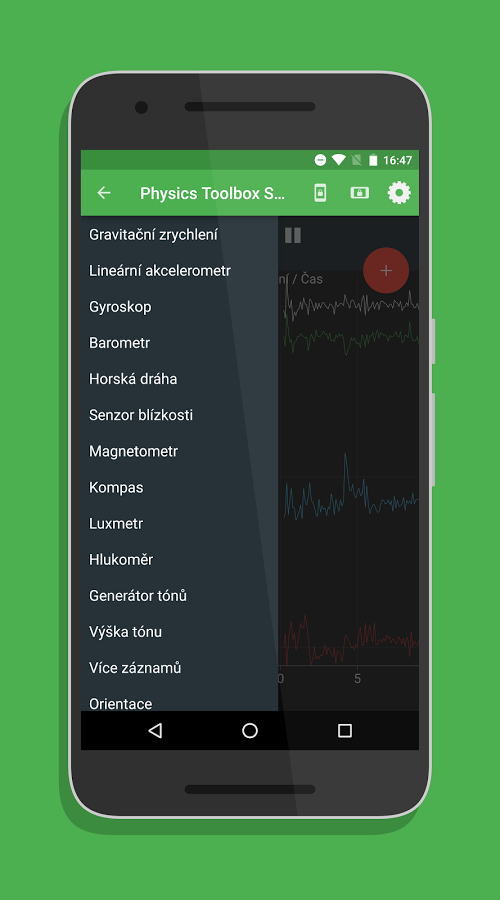 16:47
Physics Toolbox S...
Gravitační zrychlení
ní / Čas
Lineární akcelerometr
Gyroskop
Barometr
Horská dráha
Senzor blízkosti
Magnetometr
Kompas
Luxmetr
Hlukoměr
Generátor tónů
Výška tónu
Více záznamů
0 5
Orientace